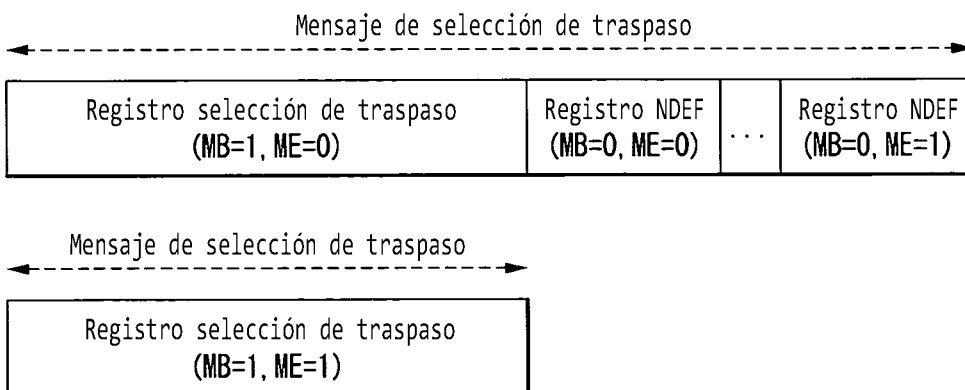 Mensaje de selección de traspaso
Registro selección de traspaso Registro NDEF Registro NDEF
(MB=1, ME=0) (MB=0, ME=0) ... (MB=0, ME=1)
Mensaje de selección de traspaso
Registro selección de traspaso
(MB=1, ME=1)